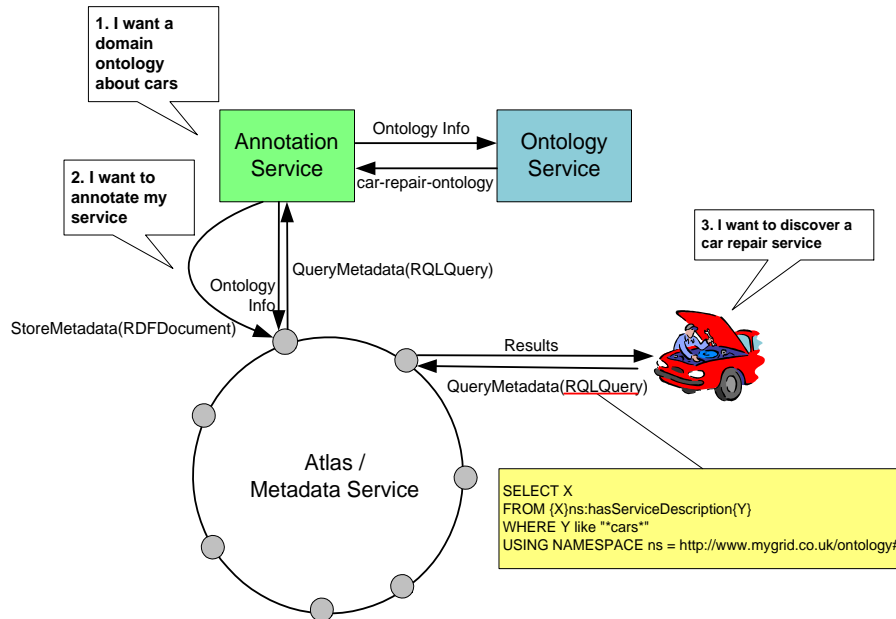 1. I want a
domain
ontology
about cars
Annotation
Service
Ontology Info
car-repair-ontology
Ontology
Service
2. I want to
annotate my
service
3. I want to discover a
car repair service
QueryMetadata(RQLQuery)
Ontology
Info
StoreMetadata(RDFDocument)
Results
QueryMetadata(RQLQuery)
Atlas /
Metadata Service
SELECT X
FROM {X}ns:hasServiceDescription{Y}
WHERE Y like "*cars*"
USING NAMESPACE ns = http://www.mygrid.co.uk/ontology#